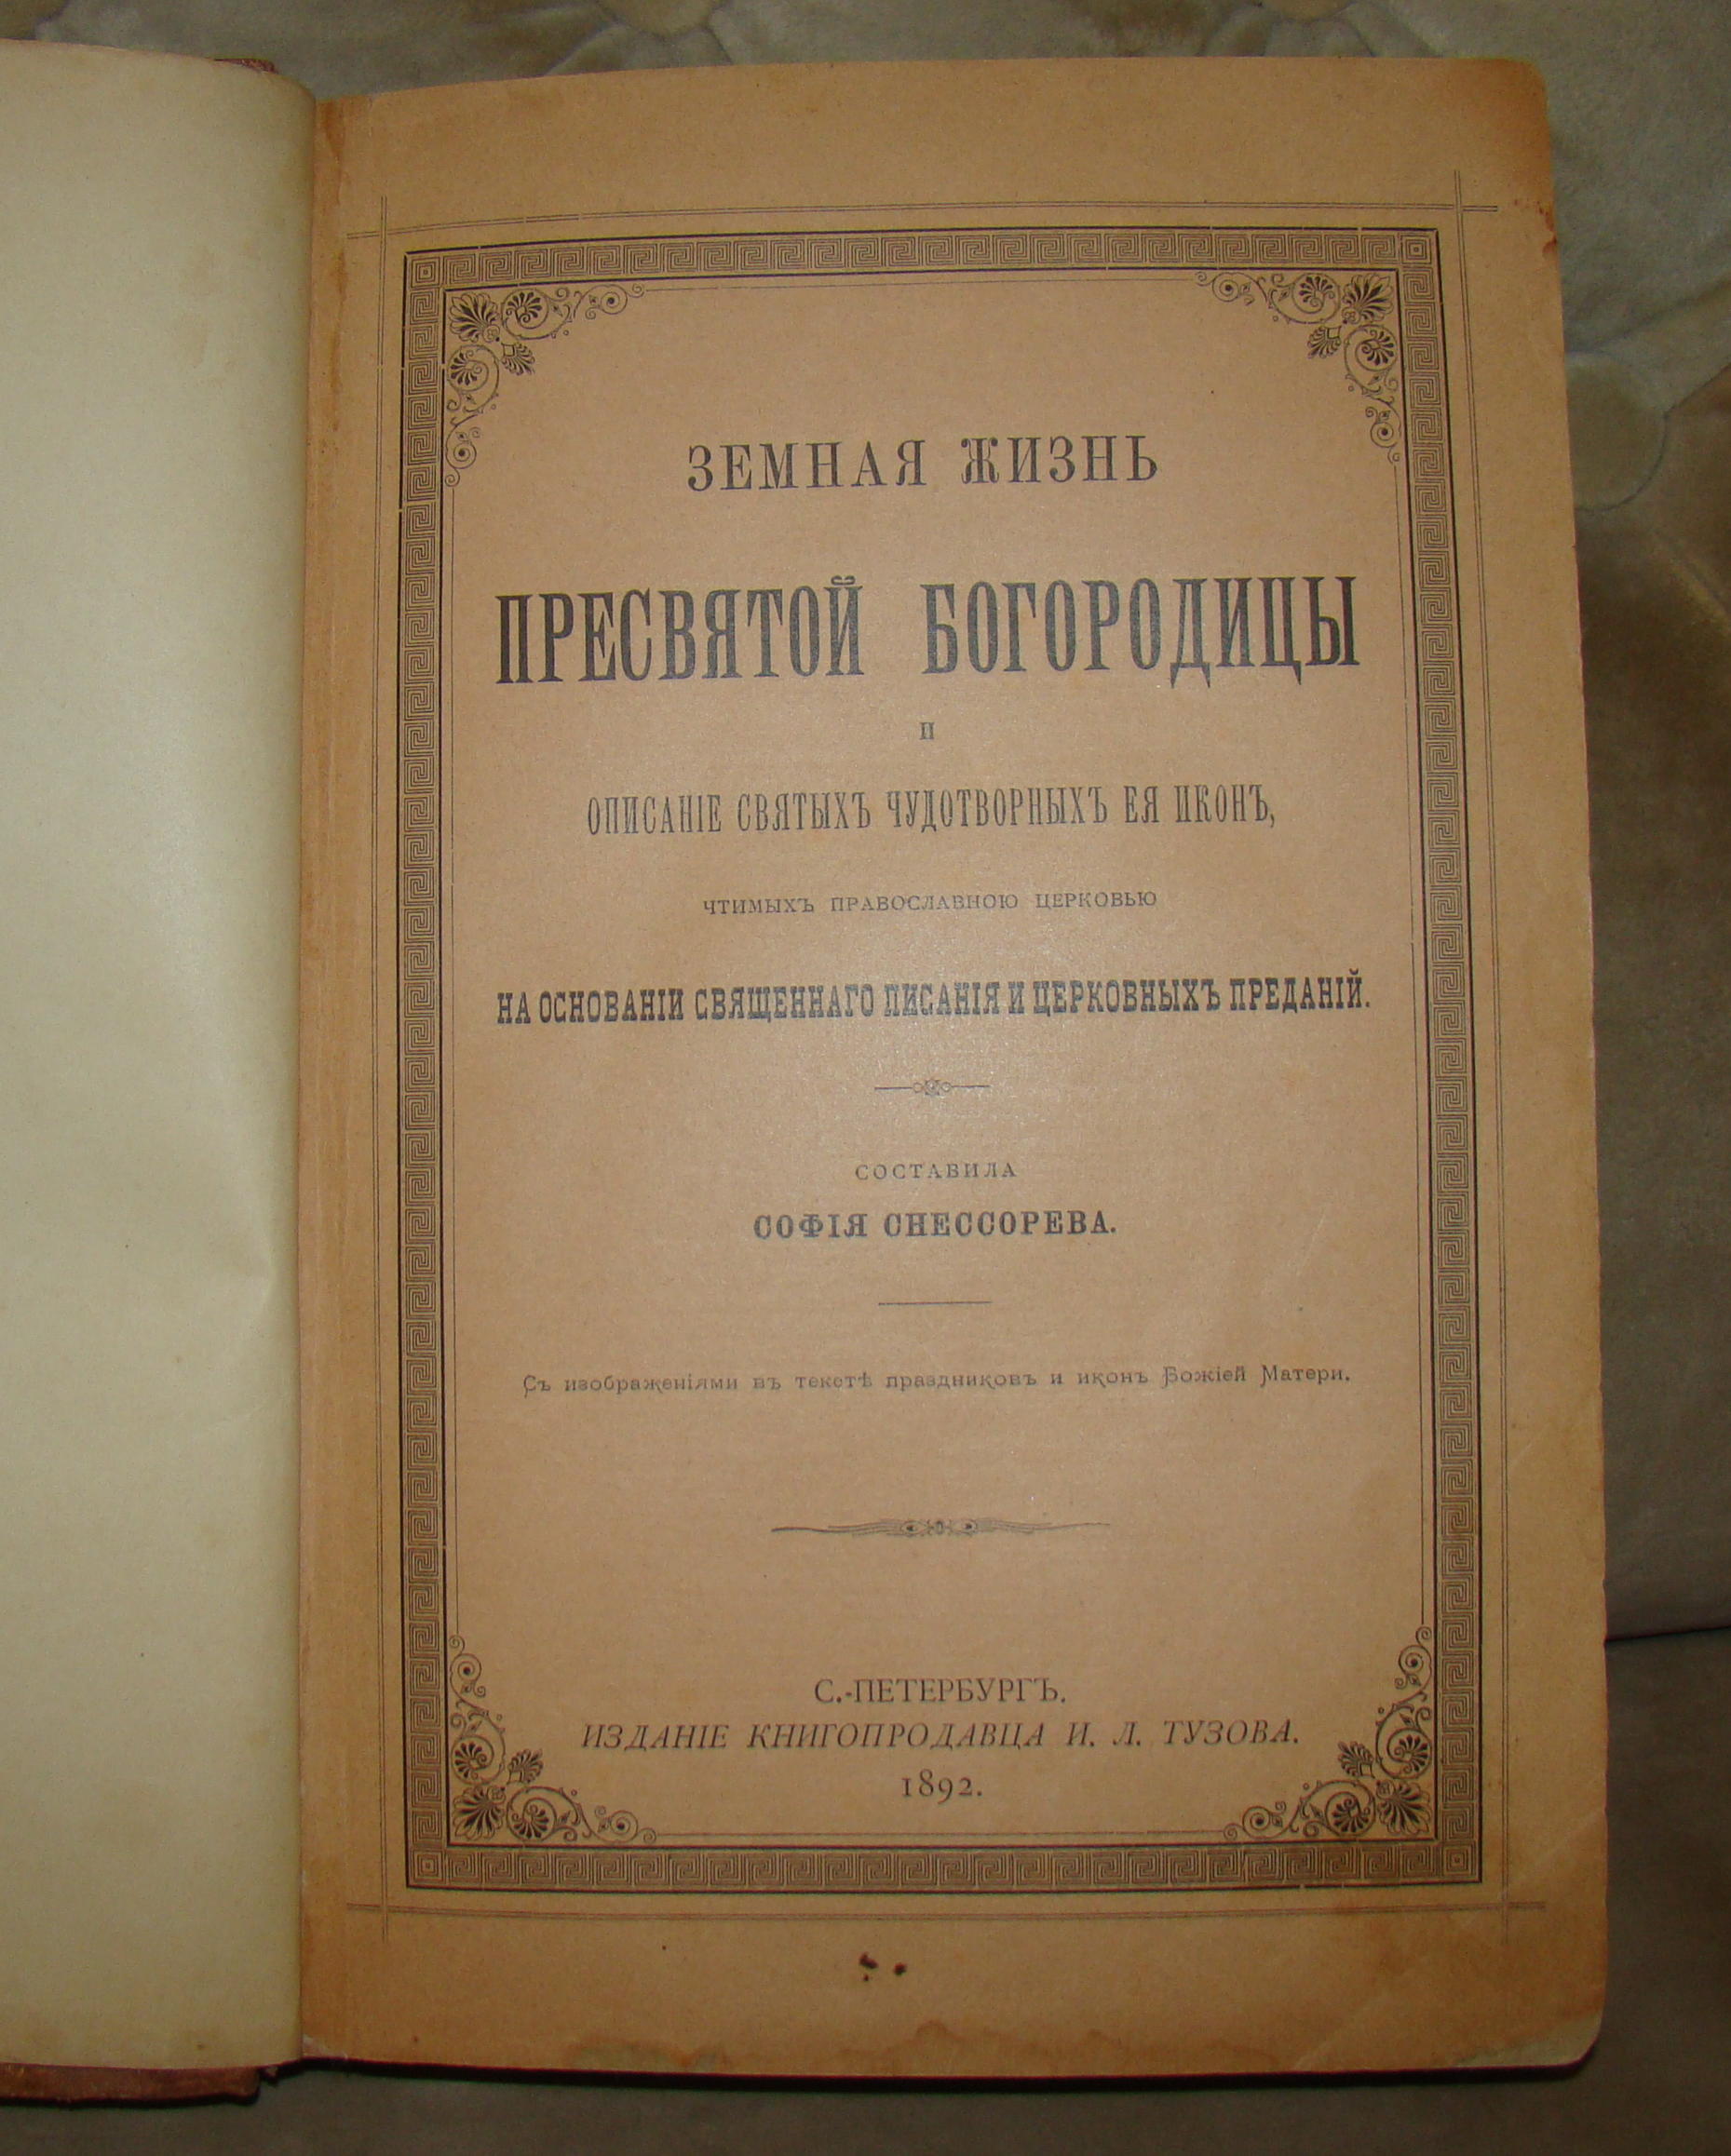 ЗЕМНАЯ ЖИЗНЬ
ПРЕСВЯТОЙ БОГОРОДИЦЫ
И
ОПИСАНІЕ СВЯТЫХЪ ЧУДОТВОРНЫХЪ ЕЯ ИКОНЪ,
ЧТИМЫХЪ ПРАВОСЛАВНОЮ ЦЕРКОВЬЮ
НА ОСНОВАНІИ СВЯЩЕННАГО ПИСАНІЯ И ЦЕРКОВНЫХЪ ПРЕДАНІЙ.
СОСТАВИЛА
СОФІЯ СНЕССОРЕВА.
Съ изображеніями въ текстѣ праздниковъ и иконъ Божіей Матери.
С.-ПЕТЕРБУРГЪ.
ИЗДАНІЕ КНИГОПРОДАВЦА И. Л. ТУЗОВА.
1892.